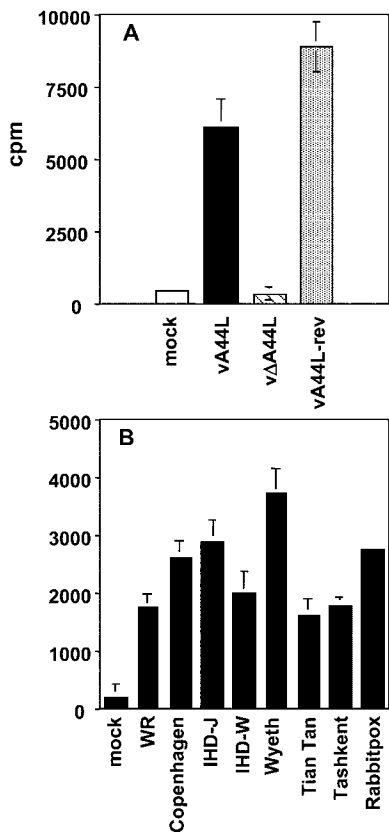 A
cpm
10000
7500
5000
2500
0
mock
vA44L
vΔA44L
vA44L-rev
B
5000
4000
3000
2000
1000
0
mock
WR
Copenhagen
IHD-J
IHD-W
Wyeth
Tian Tan
Tashkent
Rabbitpox